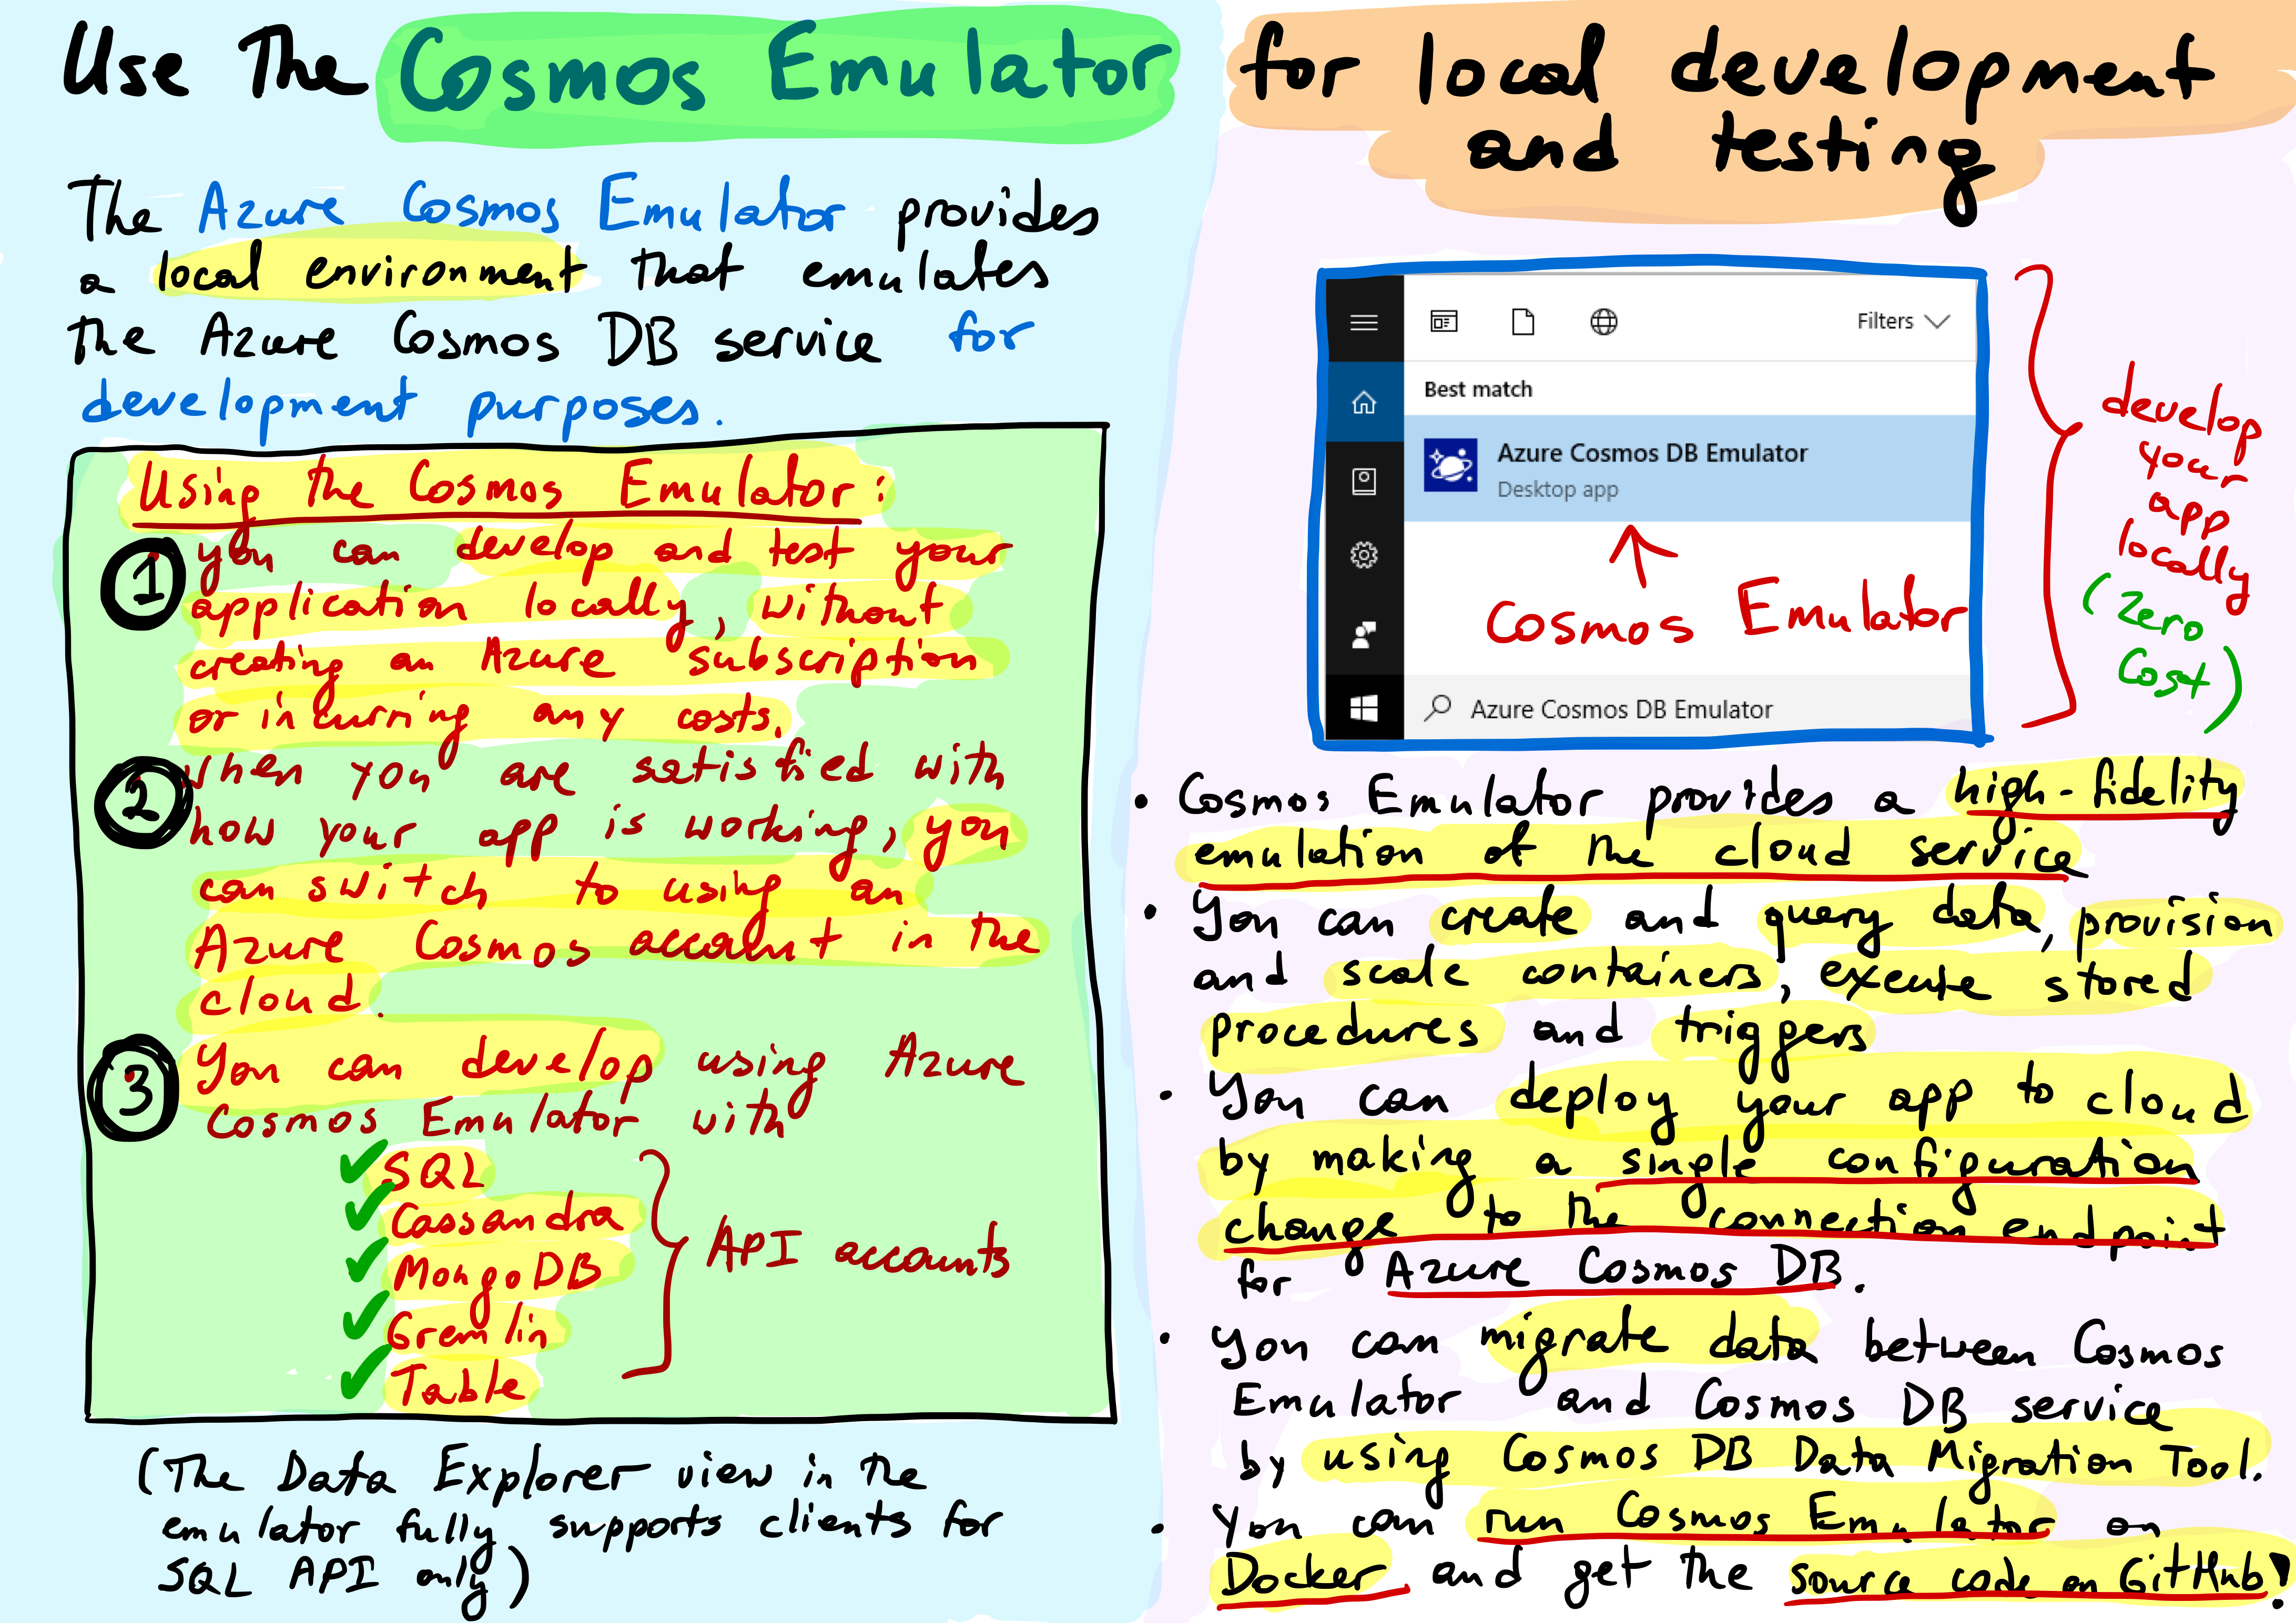 Use The Cosmos Emulator for local development
and testing
The Azure Cosmos Emulator provides
a local environment that emulates
the Azure Cosmos DB service for
development purposes.
Using the Cosmos Emulator:
1 you can develop and test your
application locally, without
creating an Azure subscription
or incurring any costs.
2 when you are satisfied with
how your app is working, you
can switch to using an
Azure Cosmos account in the
cloud.
3 You can develop using Azure
Cosmos Emulator with
✔ SQL
✔ Cassandra
✔ MongoDB
✔ Gremlin
✔ Table
API accounts
(The Data Explorer view in the
emulator fully supports clients for
SQL API only)
Filters
Best match
Azure Cosmos DB Emulator
Desktop app
Cosmos Emulator
Azure Cosmos DB Emulator
develop
your
app
locally
(Zero
Cost)
• Cosmos Emulator provides a high-fidelity
emulation of the cloud service
• You can create and query data, provision
and scale containers, execute stored
procedures and triggers
• You can deploy your app to cloud
by making a single configuration
change to the connection endpoint
for Azure Cosmos DB.
• You can migrate data between Cosmos
Emulator and Cosmos DB service
by using Cosmos DB Data Migration Tool.
• You can run Cosmos Emulator on
Docker and get the source code on GitHub!